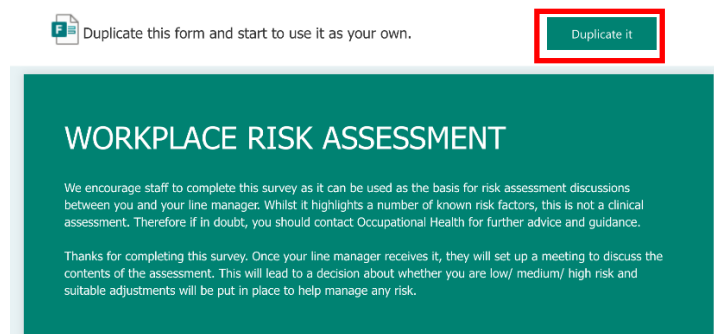 Duplicate this form and start to use it as your own.
Duplicate it
WORKPLACE RISK ASSESSMENT
We encourage staff to complete this survey as it can be used as the basis for risk assessment discussions
between you and your line manager. Whilst it highlights a number of known risk factors, this is not a clinical
assessment. Therefore if in doubt, you should contact Occupational Health for further advice and guidance.
Thanks for completing this survey. Once your line manager receives it, they will set up a meeting to discuss the
contents of the assessment. This will lead to a decision about whether you are low/ medium/ high risk and
suitable adjustments will be put in place to help manage any risk.